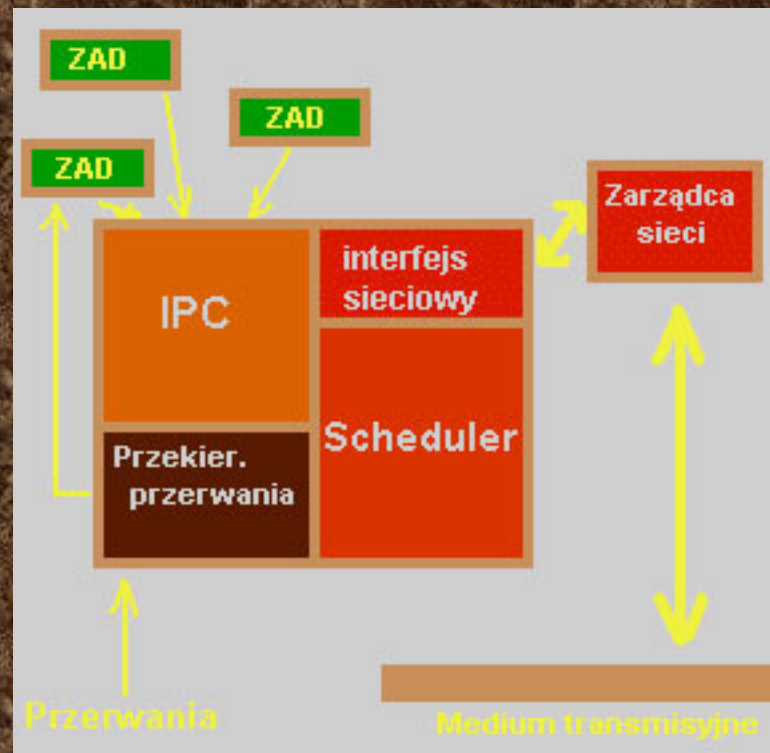 ZAD
ZAD
ZAD
Zarządca
sieci
interfejs
sieciowy
IPC
Scheduler
Przekier.
przerwania
Przerwania
Medium transmisyjne